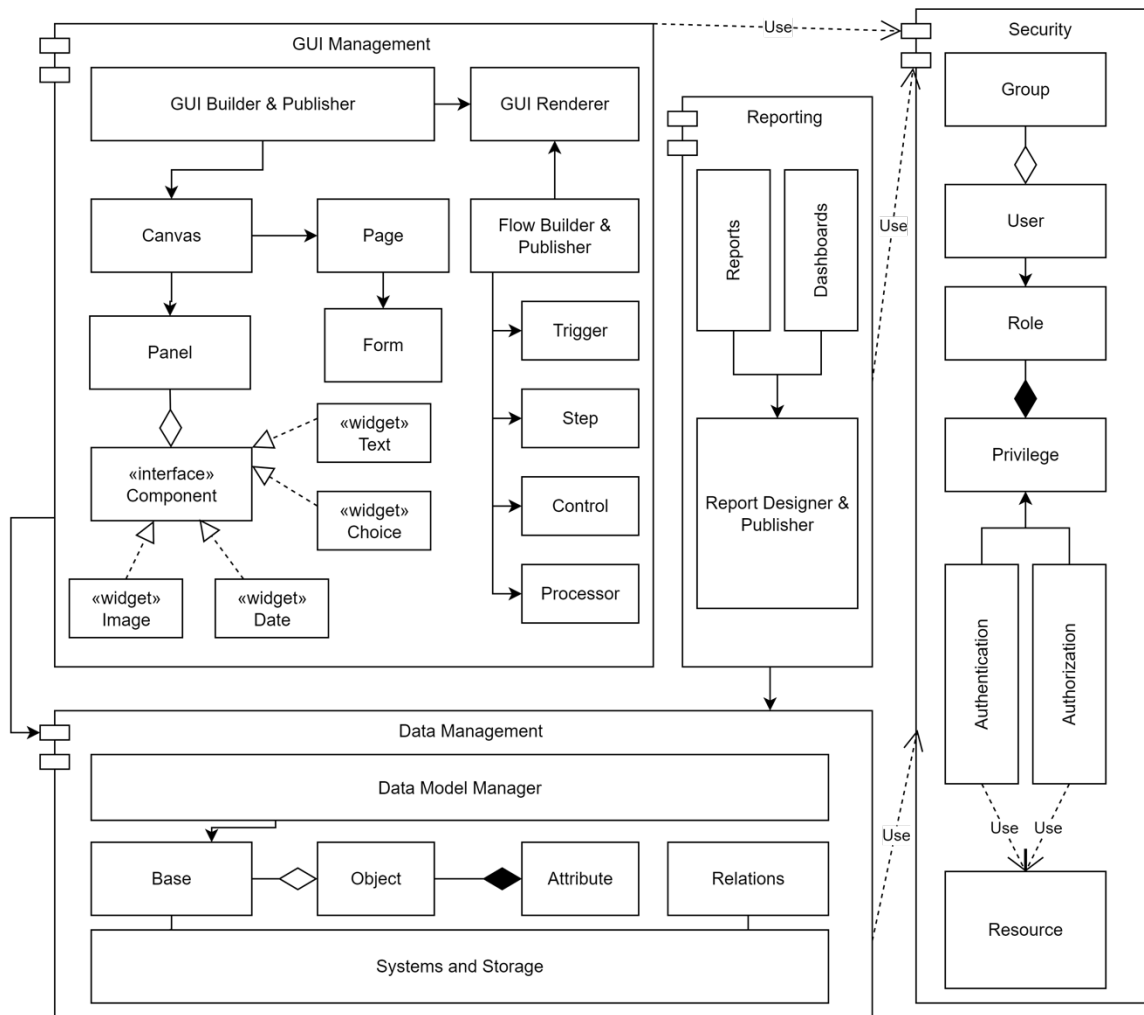 GUI Management
Use
Security
GUI Builder & Publisher
GUI Renderer
Group
Reporting
Canvas
Page
Flow Builder &
Publisher
Reports
Dashboards
Use
User
Panel
Form
Trigger
Role
«widget»
Text
Step
«interface»
Component
Privilege
«widget»
Choice
Control
Report Designer &
Publisher
«widget»
Image
«widget»
Date
Processor
Authentication
Authorization
Data Management
Data Model Manager
Use
Use
Use
Base
Object
Attribute
Relations
Resource
Systems and Storage